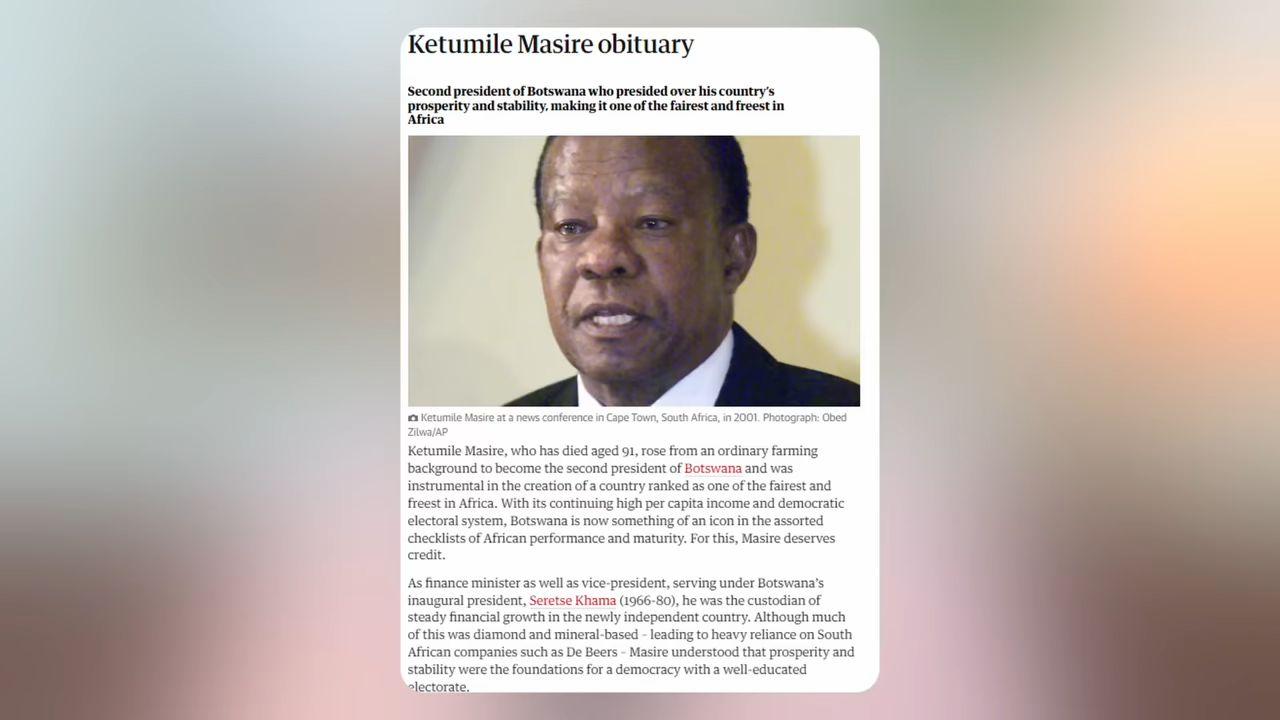 Ketumile Masire obituary
Second president of Botswana who presided over his country's
prosperity and stability, making it one of the fairest and freest in
Africa
Ketumile Masire at a news conference in Cape Town, South Africa, in 2001. Photograph: Obed
Zilwa/AP
Ketumile Masire, who has died aged 91, rose from an ordinary farming
background to become the second president of Botswana and was
instrumental in the creation of a country ranked as one of the fairest and
freest in Africa. With its continuing high per capita income and democratic
electoral system, Botswana is now something of an icon in the assorted
checklists of African performance and maturity. For this, Masire deserves
credit.
As finance minister as well as vice-president, serving under Botswana's
inaugural president, Seretse Khama (1966-80), he was the custodian of
steady financial growth in the newly independent country. Although much
of this was diamond and mineral-based – leading to heavy reliance on South
African companies such as De Beers – Masire understood that prosperity and
stability were the foundations for a democracy with a well-educated
electorate.